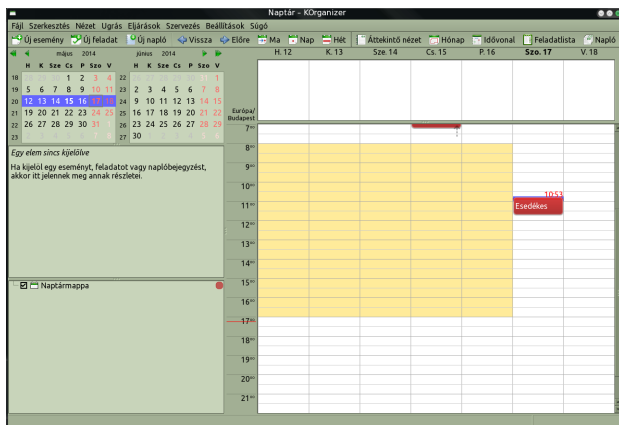 Naptár – KOrganizer
Fájl Szerkesztés Nézet Ugrás Eljárások Szervezés Beállítások Súgó
Új esemény Új feladat Új napló Vissza Előre Ma Nap Hét Áttekintő nézet Hónap Idővonal Feladatlista Napló
május 2014 június 2014
H K Sze Cs P Szo V H K Sze Cs P Szo V
18 1 2 3 4 22 1
19 5 6 7 8 9 10 11 23 2 3 4 5 6 7 8
20 12 13 14 15 16 17 18 24 9 10 11 12 13 14 15
21 19 20 21 22 23 24 25 25 16 17 18 19 20 21 22
22 26 27 28 29 30 31 26 23 24 25 26 27 28 29
23 27 30
Egy elem sincs kijelölve
Ha kijelöl egy eseményt, feladatot vagy naplóbejegyzést,
akkor itt jelennek meg annak részletei.
Naptármappa
H. 12 K. 13 Sze. 14 Cs. 15 P. 16 Szo. 17 V. 18
Európa/
Budapest
7⁰⁰
8⁰⁰
9⁰⁰
10⁰⁰
10:53
11⁰⁰ Esedékes
12⁰⁰
13⁰⁰
14⁰⁰
15⁰⁰
16⁰⁰
17⁰⁰
18⁰⁰
19⁰⁰
20⁰⁰
21⁰⁰